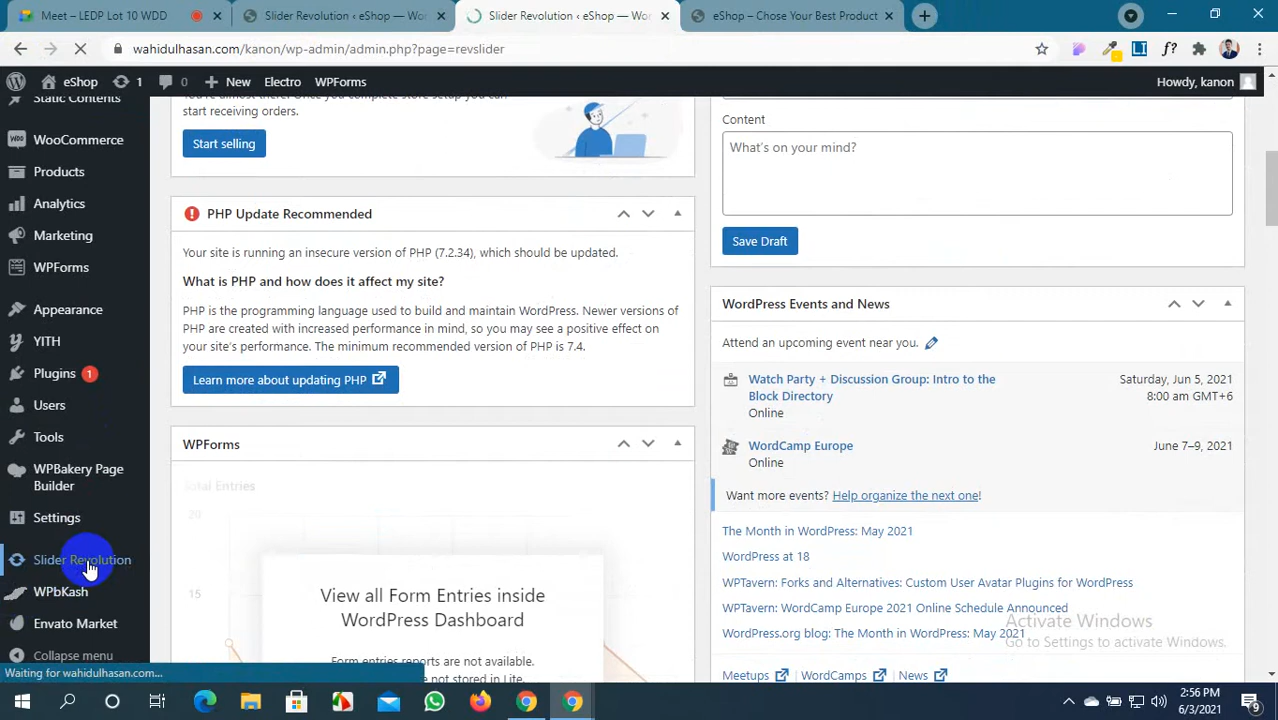 Meet – LEDP Lot 10 WDD
Slider Revolution ‹ eShop — Wo
Slider Revolution ‹ eShop — Wo
eShop – Chose Your Best Product
wahidulhasan.com/kanon/wp-admin/admin.php?page=revslider
eShop 1 0 New Electro WPForms Howdy, kanon
Static Contents
WooCommerce
Products
Analytics
Marketing
WPForms
Appearance
YITH
Plugins 1
Users
Tools
WPBakery Page
Builder
Settings
Slider Revolution
WPbKash
Envato Market
Collapse menu
start receiving orders.
Start selling
PHP Update Recommended
Your site is running an insecure version of PHP (7.2.34), which should be updated.
What is PHP and how does it affect my site?
PHP is the programming language used to build and maintain WordPress. Newer versions
of PHP are created with increased performance in mind, so you may see a positive effect on
your site's performance. The minimum recommended version of PHP is 7.4.
Learn more about updating PHP
WPForms
20
15
View all Form Entries inside
WordPress Dashboard
Form entries reports are not available.
Content
What's on your mind?
Save Draft
WordPress Events and News
Attend an upcoming event near you.
Watch Party + Discussion Group: Intro to the
Block Directory
Online
Saturday, Jun 5, 2021
8:00 am GMT+6
WordCamp Europe
Online
June 7–9, 2021
Want more events? Help organize the next one!
The Month in WordPress: May 2021
WordPress at 18
WPTavern: Forks and Alternatives: Custom User Avatar Plugins for WordPress
WPTavern: WordCamp Europe 2021 Online Schedule Announced
WordPress.org blog: The Month in WordPress: May 2021
Meetups WordCamps News
Activate Windows
Go to Settings to activate Windows.
Waiting for wahidulhasan.com...
2:56 PM
6/3/2021
9